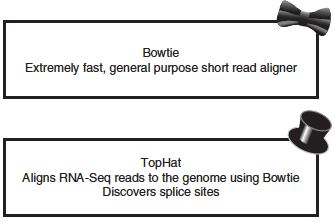 Bowtie
Extremely fast, general purpose short read aligner
TopHat
Aligns RNA-Seq reads to the genome using Bowtie
Discovers splice sites